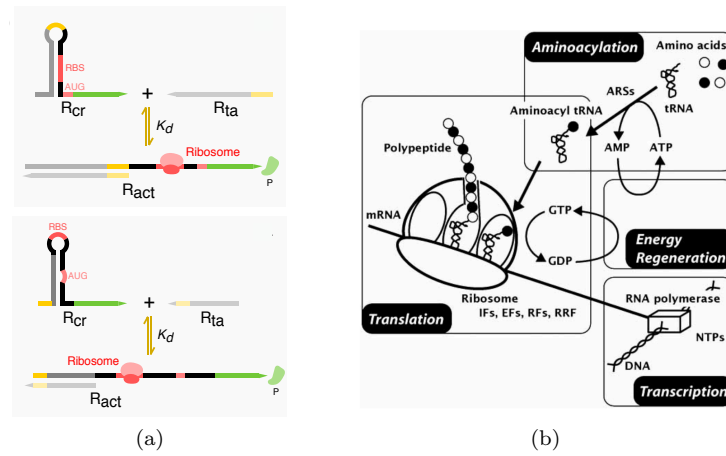 RBS
AUG
Rcr
+
Rta
Kd
Ribosome
Ract
P
RBS
AUG
Rcr
+
Rta
Kd
Ribosome
Ract
P
(a)
Aminoacylation
Amino acids
ARSs
tRNA
Aminoacyl tRNA
AMP
ATP
Polypeptide
mRNA
GTP
GDP
Energy
Regeneration
Ribosome
IFs, EFs, RFs, RRF
Translation
RNA polymerase
NTPs
DNA
Transcription
(b)